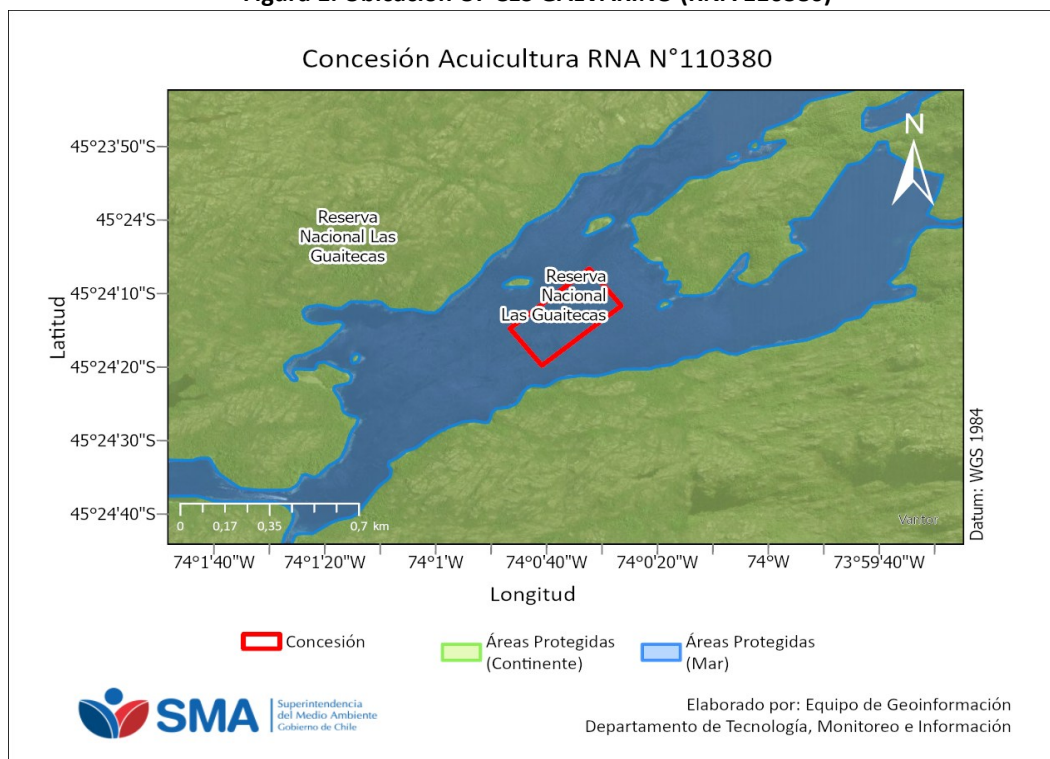 Concesión Acuicultura RNA N°110380
N
45°23'50"S
45°24'S
45°24'10"S
45°24'20"S
45°24'30"S
45°24'40"S
Latitud
Reserva
Nacional Las
Guaitecas
Reserva
Nacional
Las Guaitecas
Datum: WGS 1984
Vantor
0 0,17 0,35 0,7 km
74°1'40"W 74°1'20"W 74°1'W 74°0'40"W 74°0'20"W 74°W 73°59'40"W
Longitud
Concesión
Áreas Protegidas
(Continente)
Áreas Protegidas
(Mar)
SMA
Superintendencia
del Medio Ambiente
Gobierno de Chile
Elaborado por: Equipo de Geoinformación
Departamento de Tecnología, Monitoreo e Información